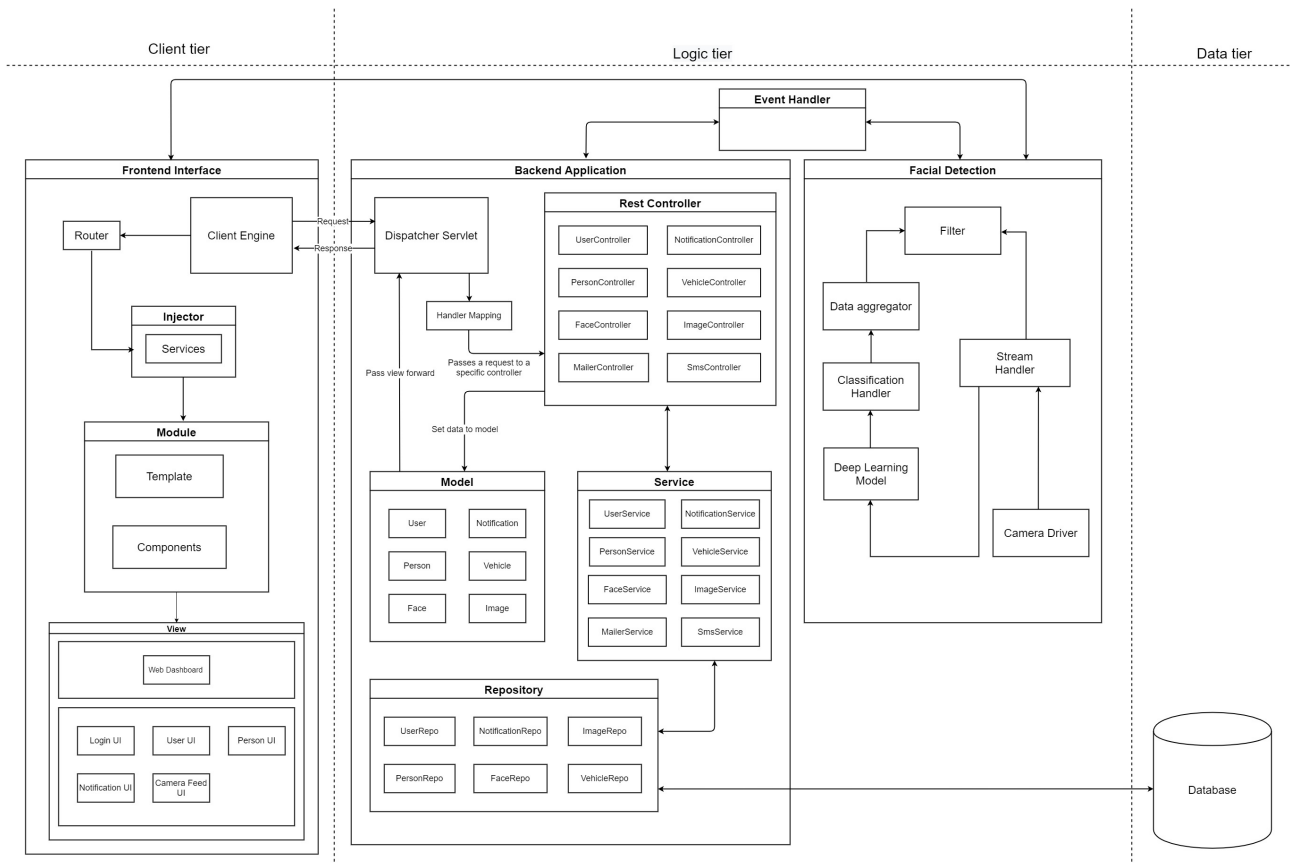 Client tier
Logic tier
Data tier
Event Handler
Frontend Interface
Router
Client Engine
Injector
Services
Module
Template
Components
View
Web Dashboard
Login UI
User UI
Person UI
Notification UI
Camera Feed
UI
Request
Response
Backend Application
Dispatcher Servlet
Handler Mapping
Passes a request to a
specific controller
Pass view forward
Set data to model
Rest Controller
UserController
NotificationController
PersonController
VehicleController
FaceController
ImageController
MailerController
SmsController
Model
User
Notification
Person
Vehicle
Face
Image
Service
UserService
NotificationService
PersonService
VehicleService
FaceService
ImageService
MailerService
SmsService
Repository
UserRepo
NotificationRepo
ImageRepo
PersonRepo
FaceRepo
VehicleRepo
Facial Detection
Filter
Data aggregator
Stream
Handler
Classification
Handler
Deep Learning
Model
Camera Driver
Database